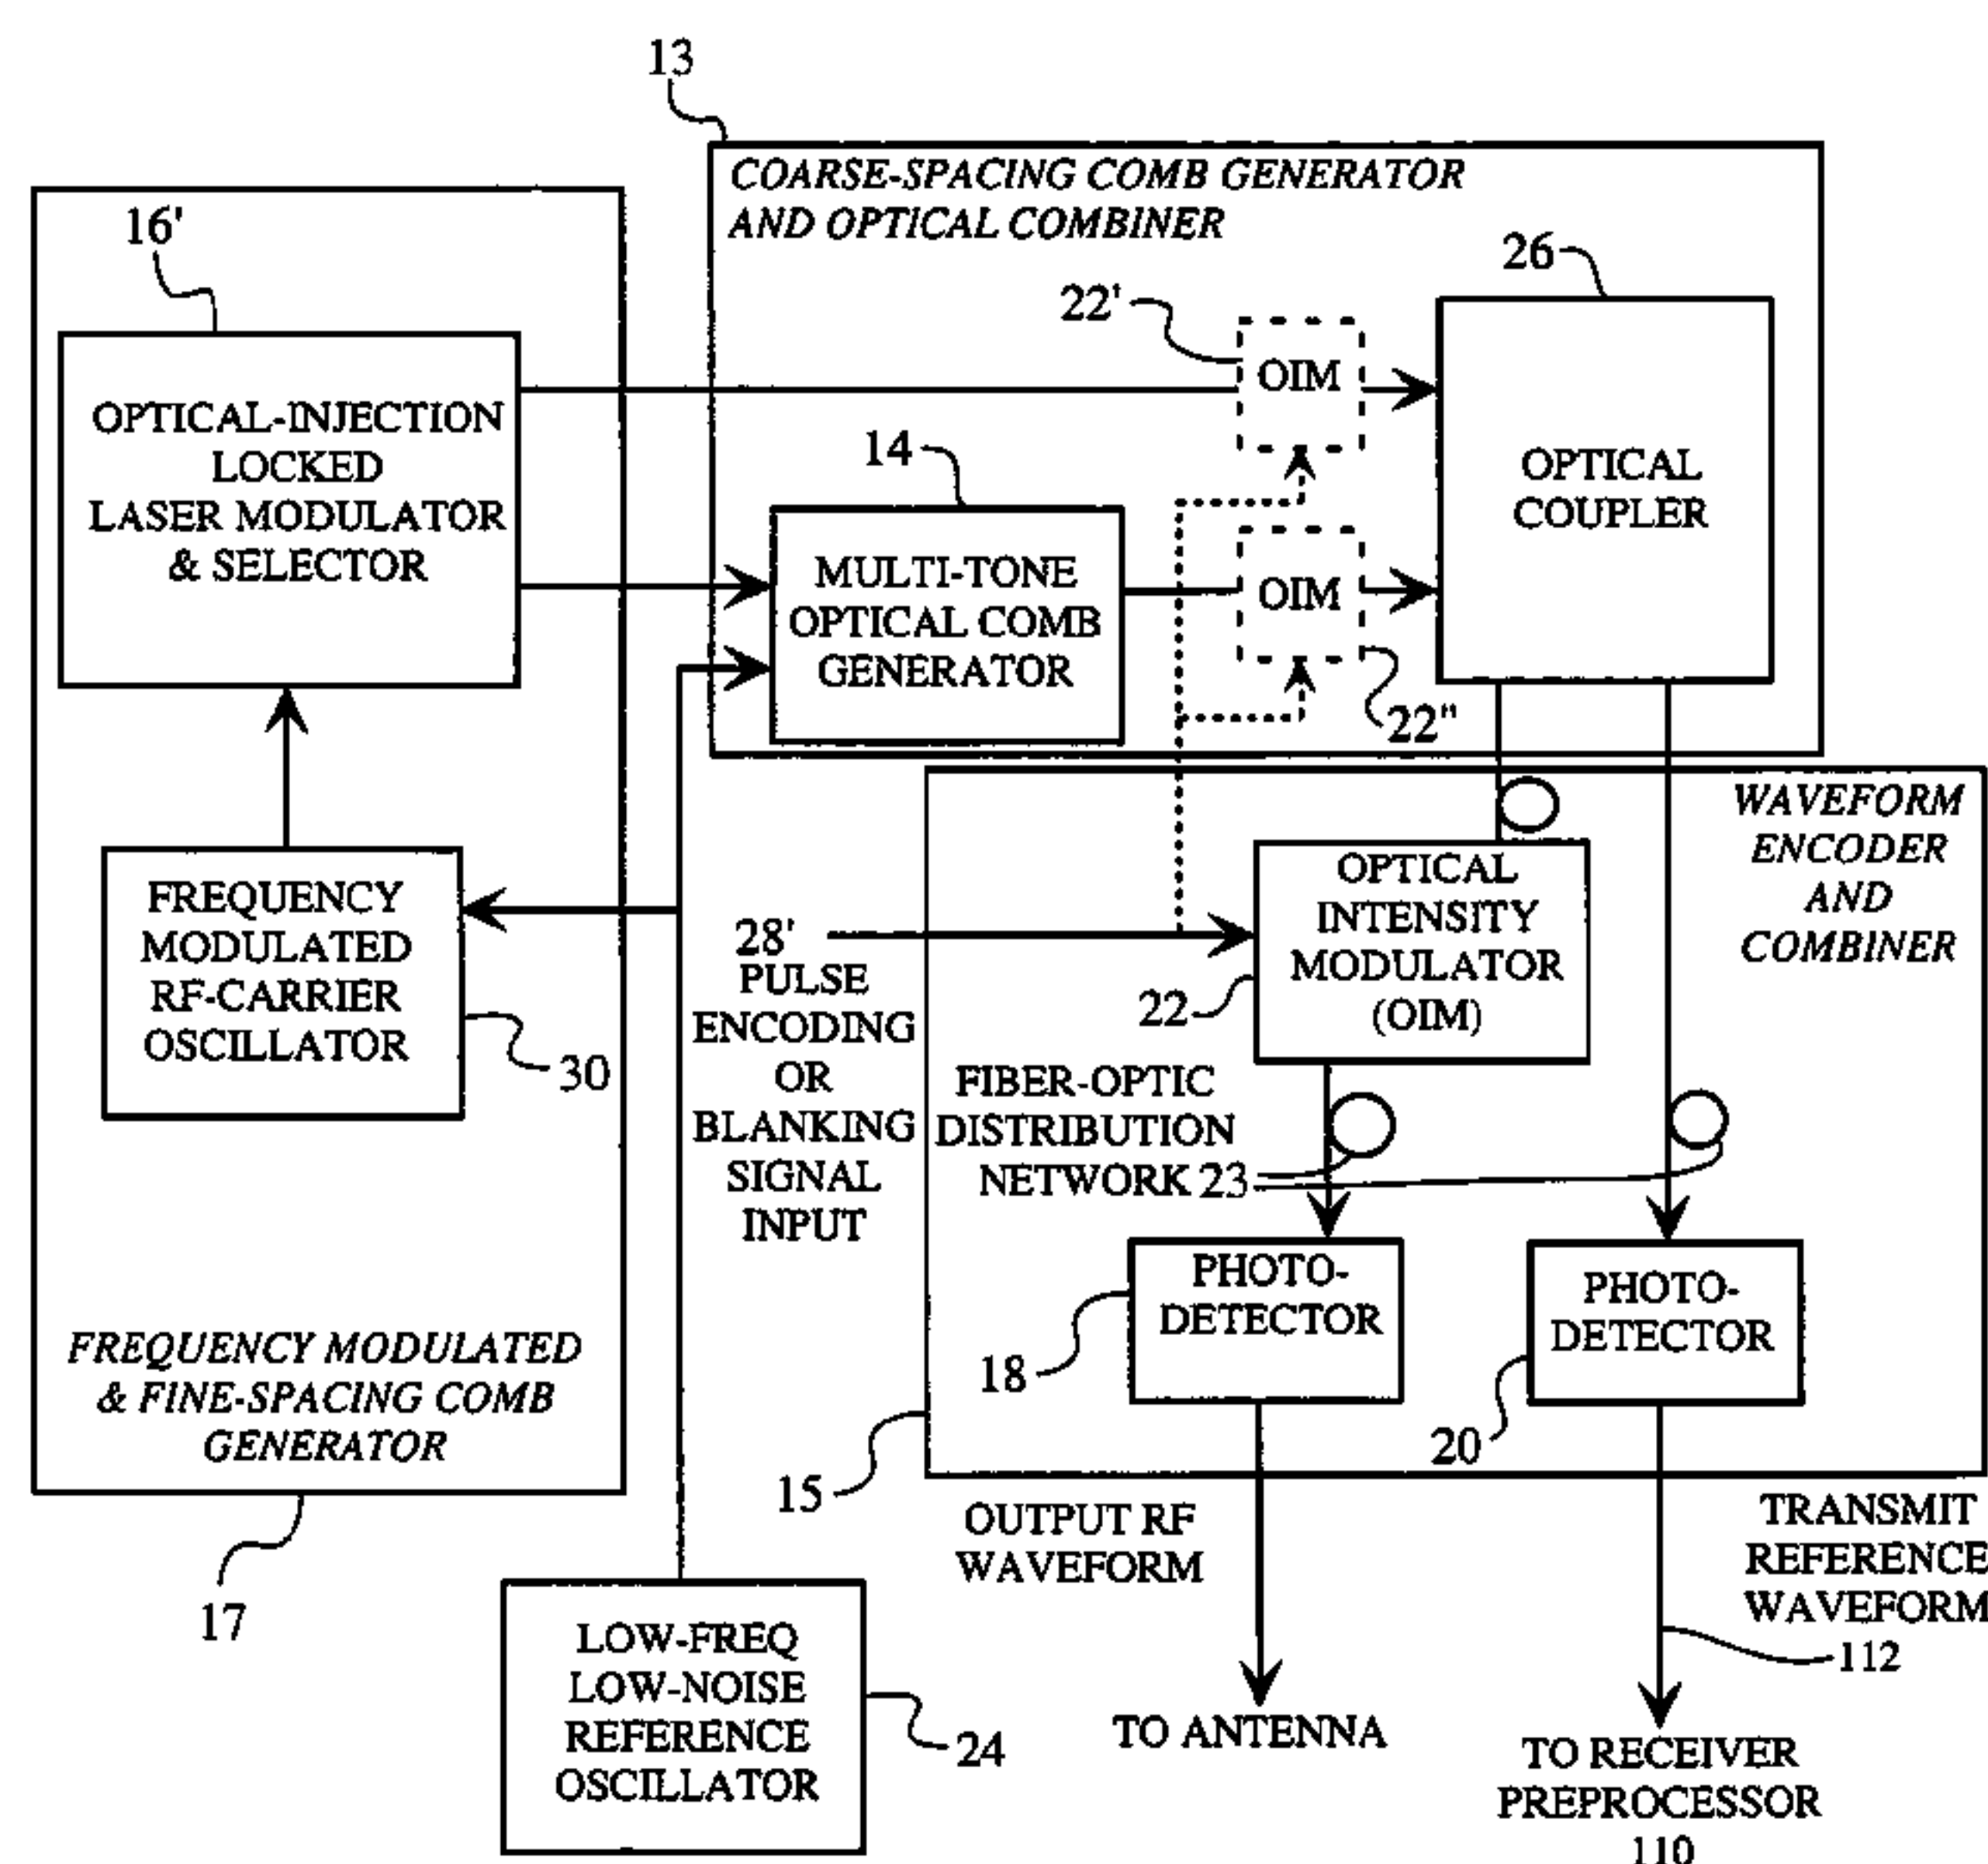 13
COARSE-SPACING COMB GENERATOR
AND OPTICAL COMBINER
16'
26
22'
OIM
OPTICAL-INJECTION
LOCKED
LASER MODULATOR
& SELECTOR
14
OPTICAL
COUPLER
MULTI-TONE
OPTICAL COMB
GENERATOR
OIM
22"
WAVEFORM
ENCODER
AND
COMBINER
FREQUENCY
MODULATED
RF-CARRIER
OSCILLATOR
30
28'
PULSE
ENCODING
OR
BLANKING
SIGNAL
INPUT
OPTICAL
INTENSITY
MODULATOR
(OIM)
22
FIBER-OPTIC
DISTRIBUTION
NETWORK 23
PHOTO-
DETECTOR
18
PHOTO-
DETECTOR
20
FREQUENCY MODULATED
& FINE-SPACING COMB
GENERATOR
17
15
OUTPUT RF
WAVEFORM
TRANSMIT
REFERENCE
WAVEFORM
112
LOW-FREQ
LOW-NOISE
REFERENCE
OSCILLATOR
24
TO ANTENNA
TO RECEIVER
PREPROCESSOR
110